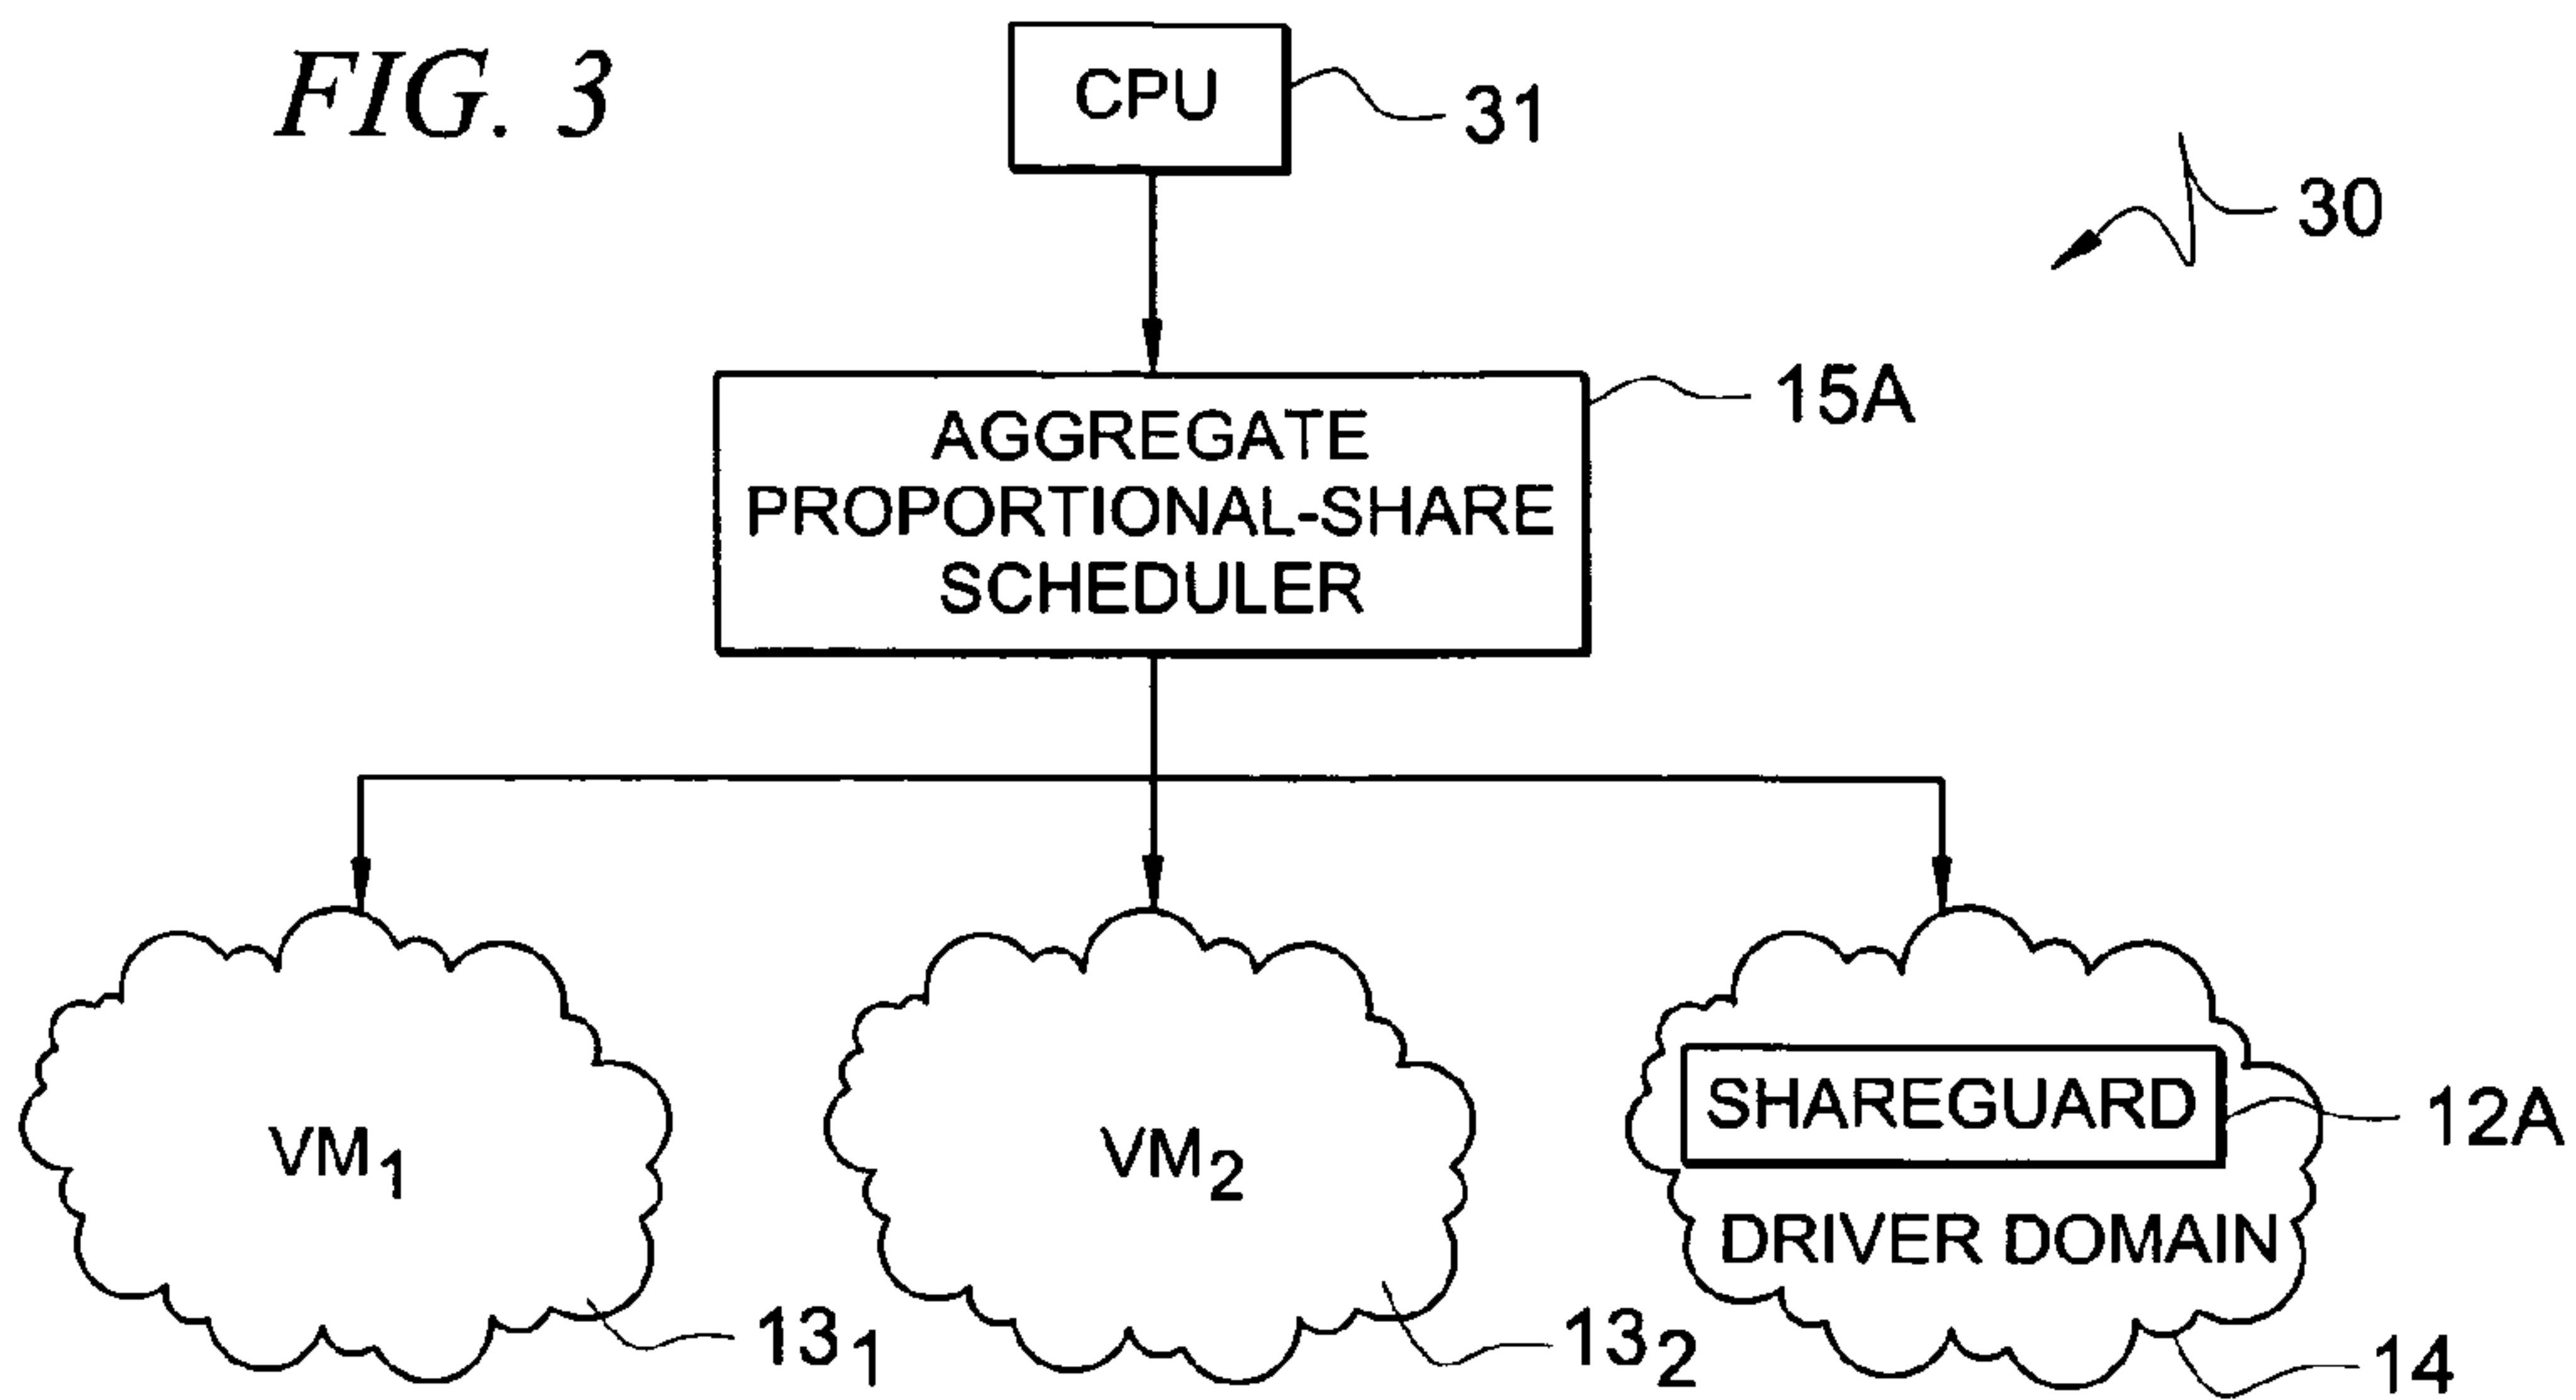 FIG. 3
CPU
31
30
15A
AGGREGATE
PROPORTIONAL-SHARE
SCHEDULER
SHAREGUARD
12A
VM1
VM2
DRIVER DOMAIN
131
132
14